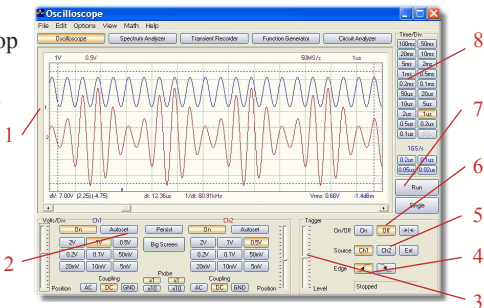 op
Oscilloscope
File Edit Options View Math Help
Oscilloscope Spectrum Analyzer Transient Recorder Function Generator Circuit Analyzer
1V 0.5V 50MS/s 1us
dV: 7.00V (2.25) (-4.75) dt: 12.36us 1/dt: 80.91kHz Vrms: 0.66V -1.4dBm
Time/Div.
100ms 50ms
20ms 10ms
5ms 2ms
1ms 0.5ms
0.2ms 0.1ms
50us 20us
10us 5us
2us 1us
0.5us 0.2us
0.1us
1GS/s
0.2us 0.1us
0.05us 0.02us
Run
Single
Volts/Div. Ch1
On Autoset
2V 1V 0.5V
0.2V 0.1V 50mV
20mV 10mV 5mV
Coupling
Position AC DC GND
Persist
Big Screen
Probe
x1 x1
x10 x10
Ch2
On Autoset
2V 1V 0.5V
0.2V 0.1V 50mV
20mV 10mV 5mV
Coupling
AC DC GND Position
Trigger
On/Off On Off
Source Ch1 Ch2 Ext
Edge
Level Stopped
1
2
3
4
5
6
7
8